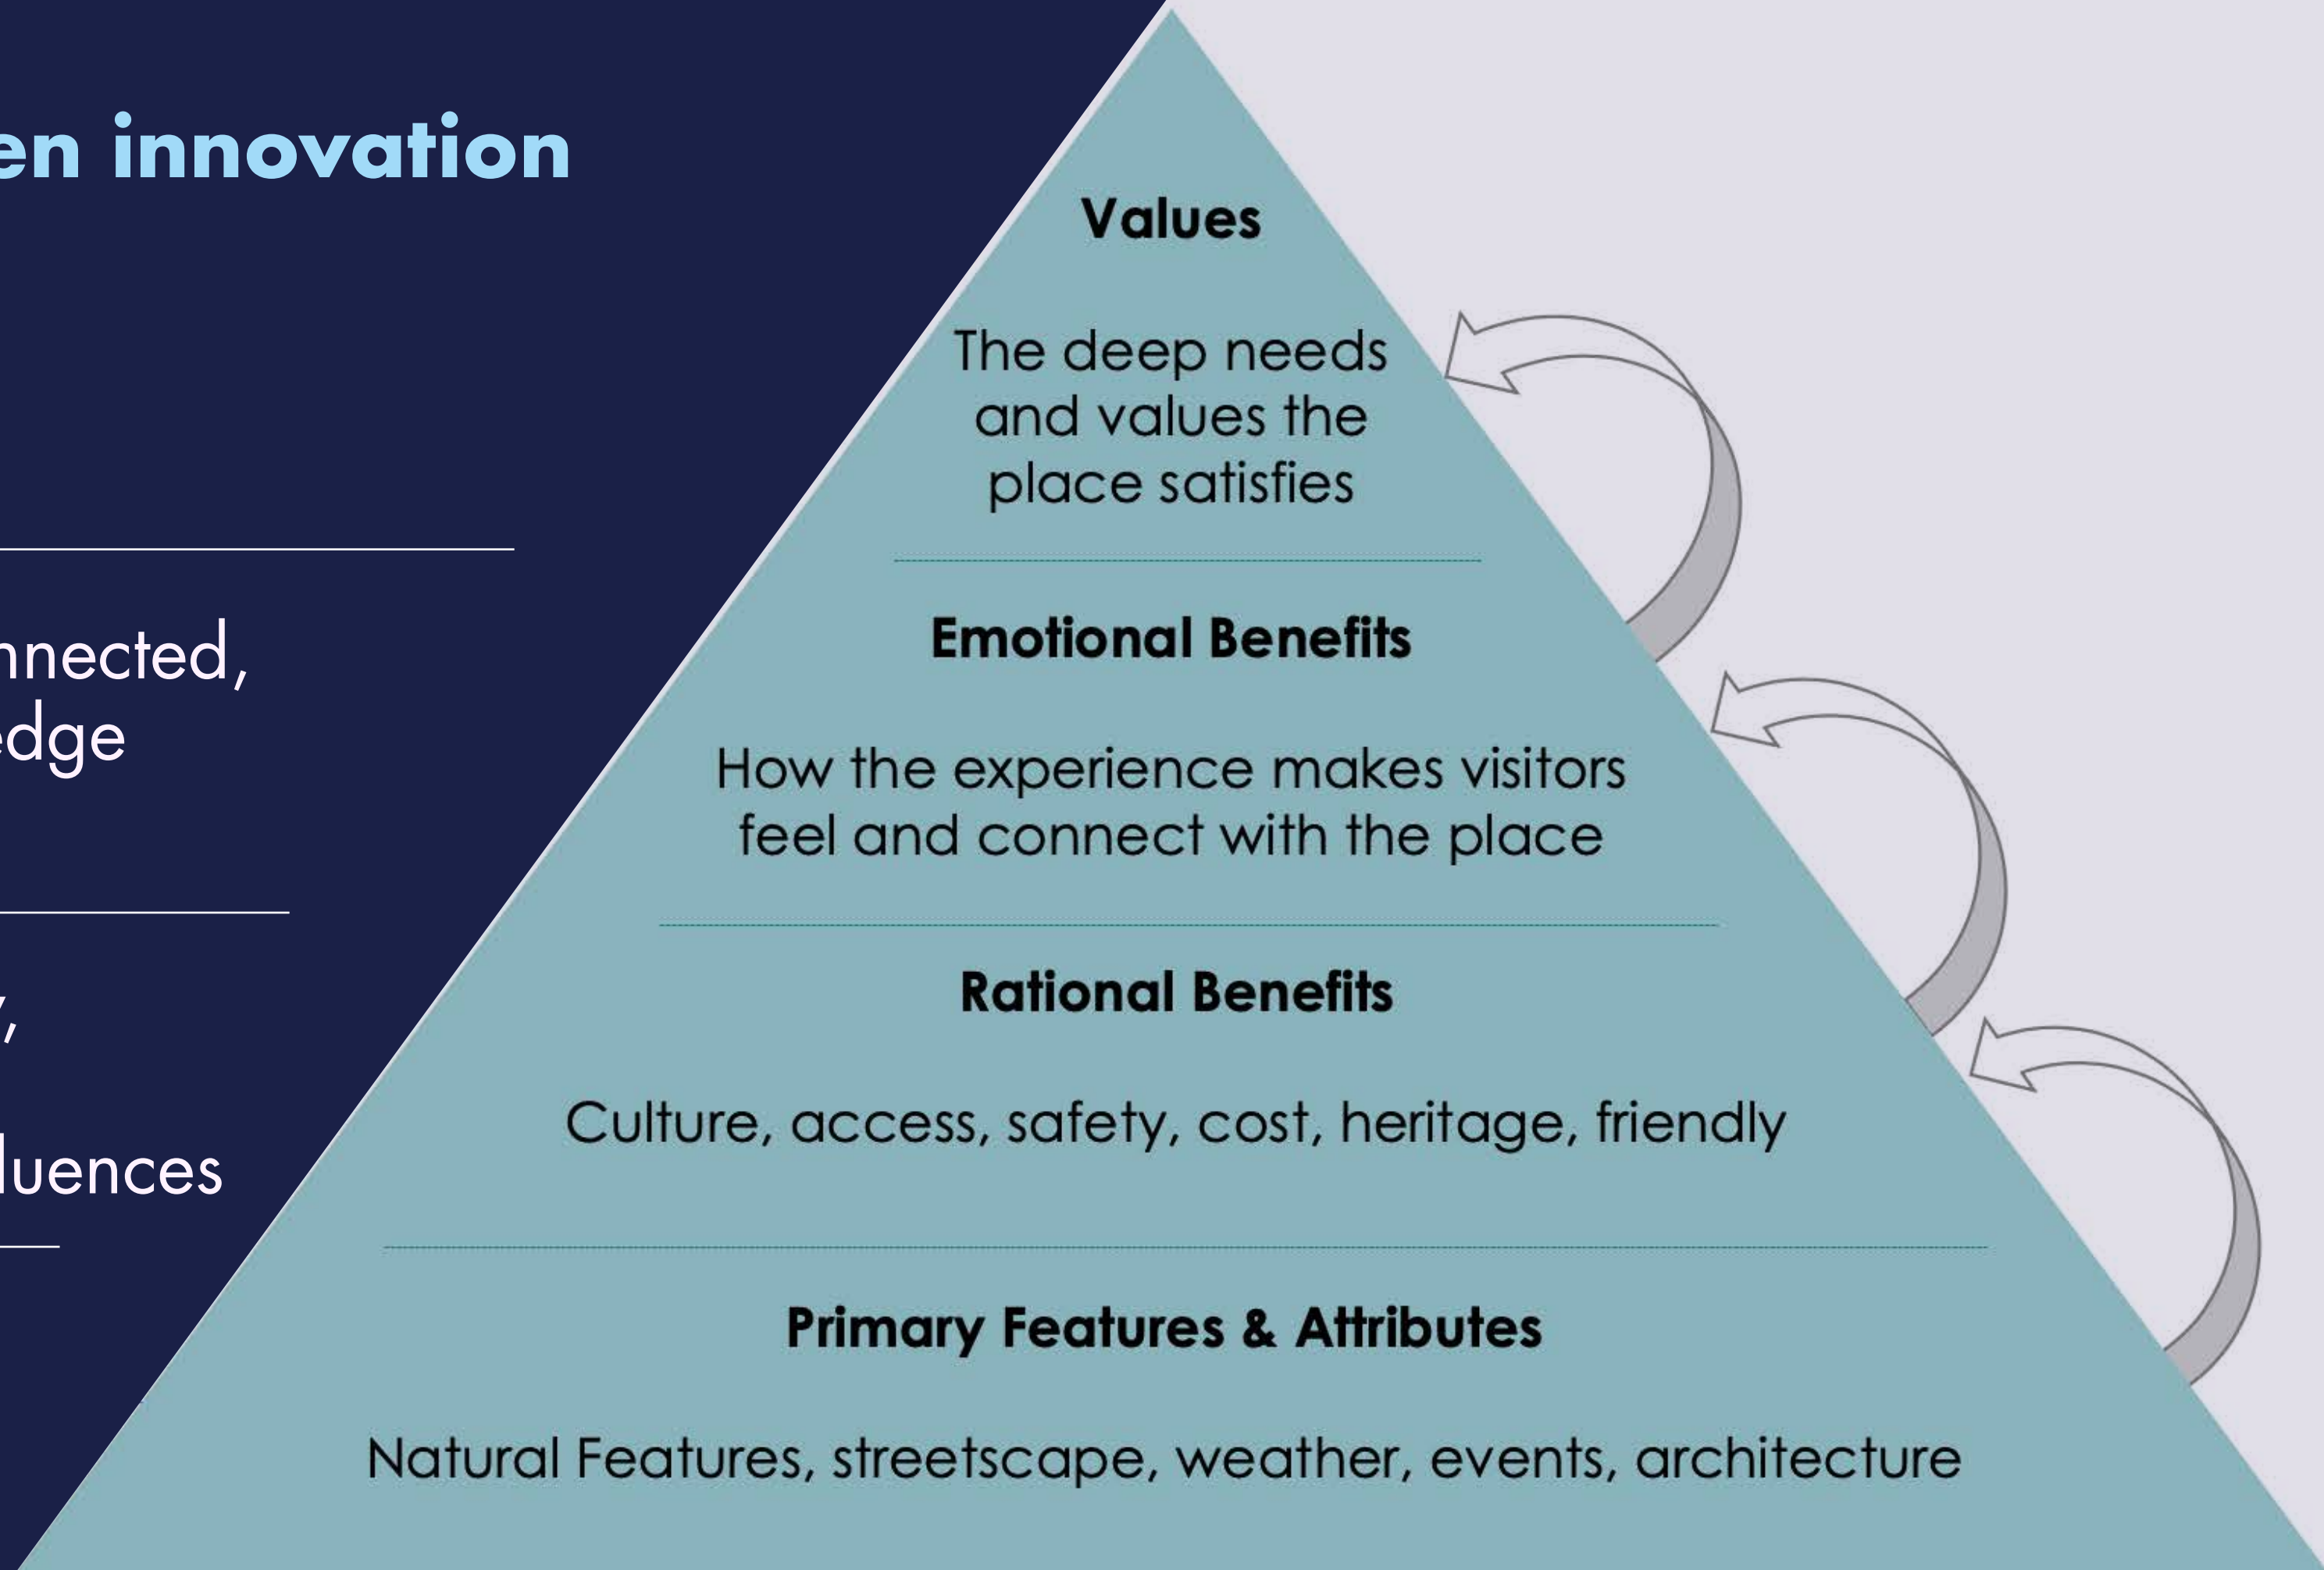 en innovation
nnected,
edge
y,
luences
Values
The deep needs
and values the
place satisfies
Emotional Benefits
How the experience makes visitors
feel and connect with the place
Rational Benefits
Culture, access, safety, cost, heritage, friendly
Primary Features & Attributes
Natural Features, streetscape, weather, events, architecture